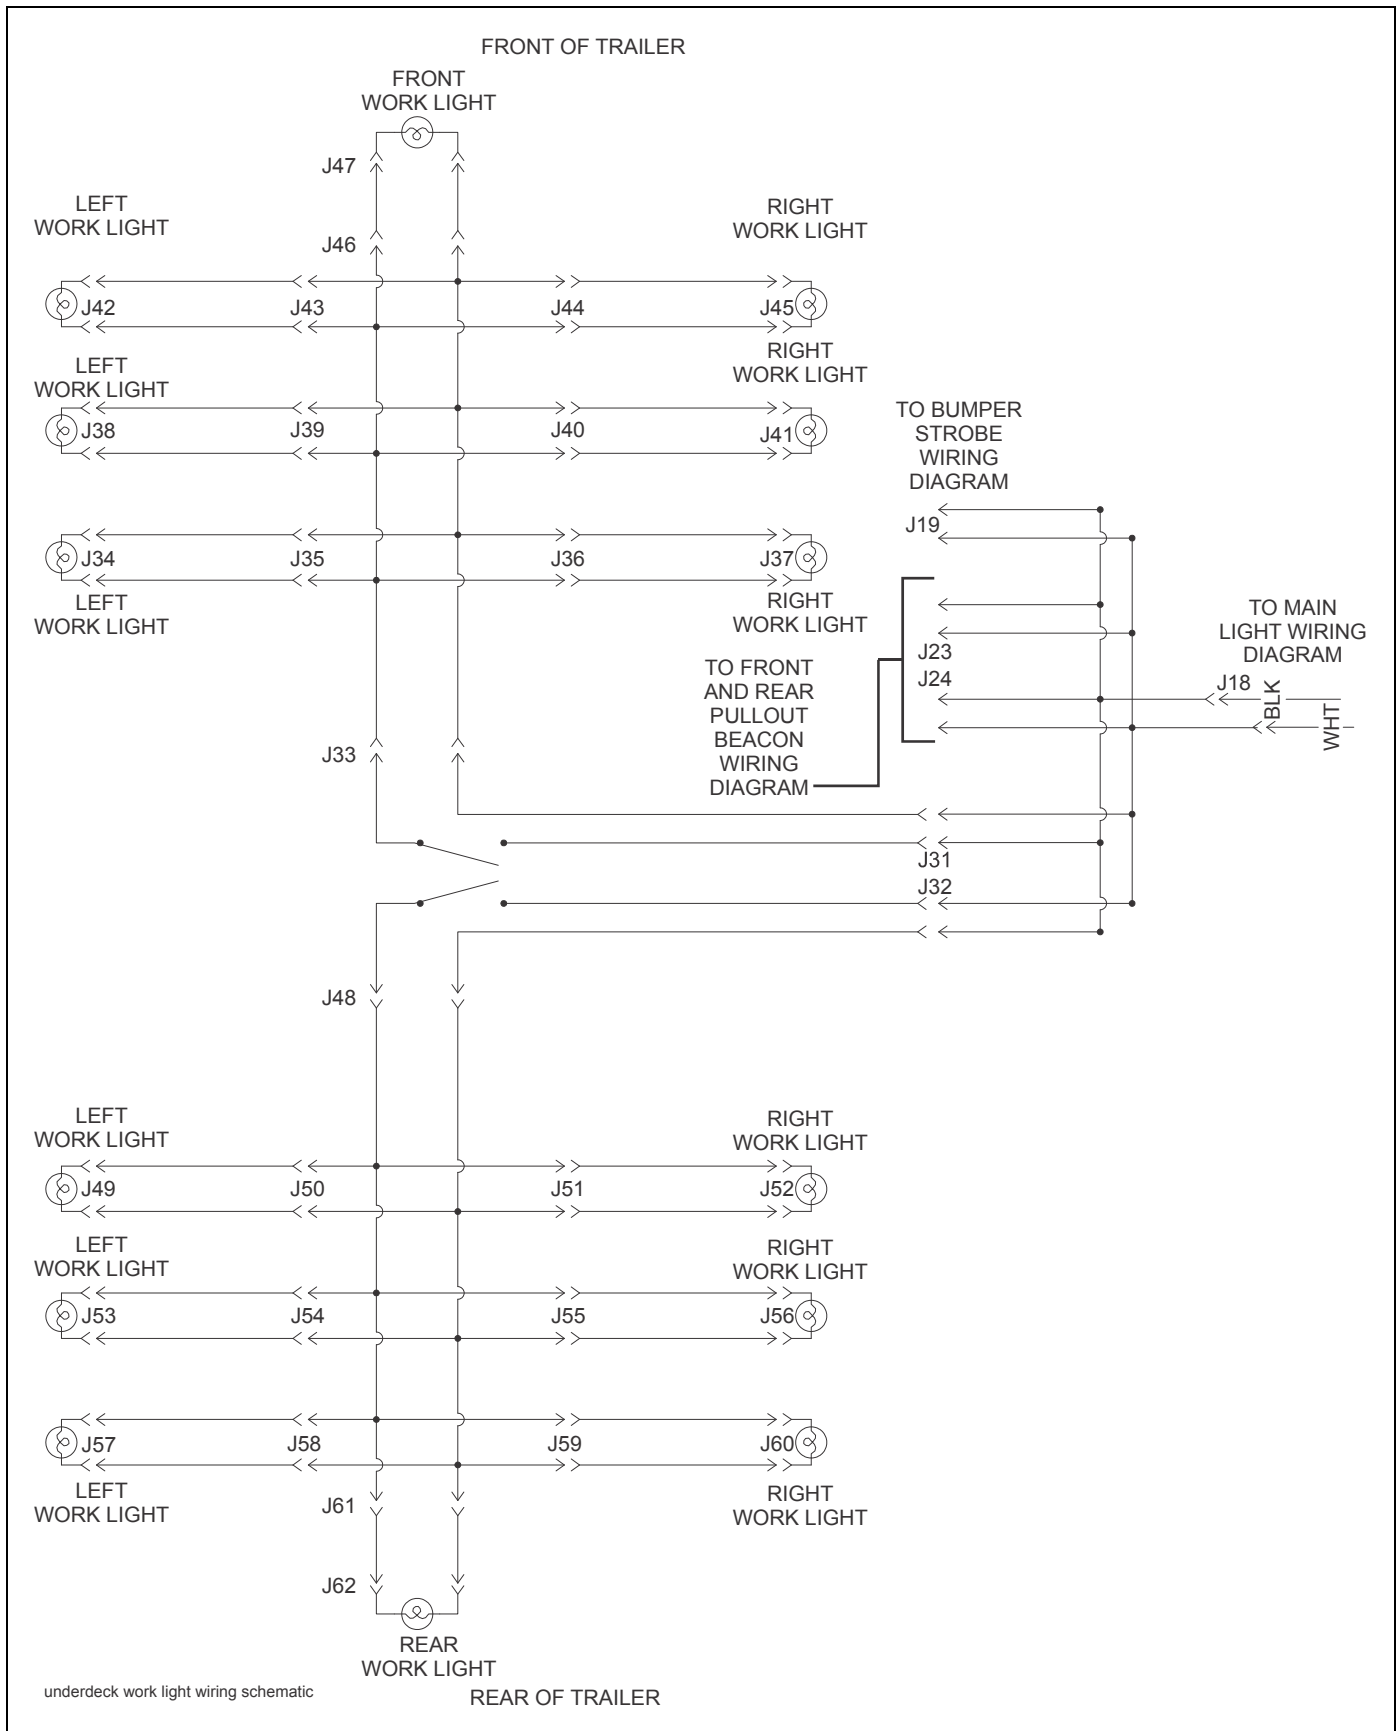 FRONT OF TRAILER
FRONT
WORK LIGHT
J47
LEFT
WORK LIGHT
RIGHT
WORK LIGHT
J46
J42
J43
J44
J45
LEFT
WORK LIGHT
RIGHT
WORK LIGHT
J38
J39
J40
J41
TO BUMPER
STROBE
WIRING
DIAGRAM
J19
J34
J35
J36
J37
LEFT
WORK LIGHT
RIGHT
WORK LIGHT
TO MAIN
LIGHT WIRING
DIAGRAM
J23
J24
TO FRONT
AND REAR
PULLOUT
BEACON
WIRING
DIAGRAM
J18
BLK
WHT
J33
J31
J32
J48
LEFT
WORK LIGHT
RIGHT
WORK LIGHT
J49
J50
J51
J52
LEFT
WORK LIGHT
RIGHT
WORK LIGHT
J53
J54
J55
J56
J57
J58
J59
J60
LEFT
WORK LIGHT
RIGHT
WORK LIGHT
J61
J62
REAR
WORK LIGHT
underdeck work light wiring schematic
REAR OF TRAILER